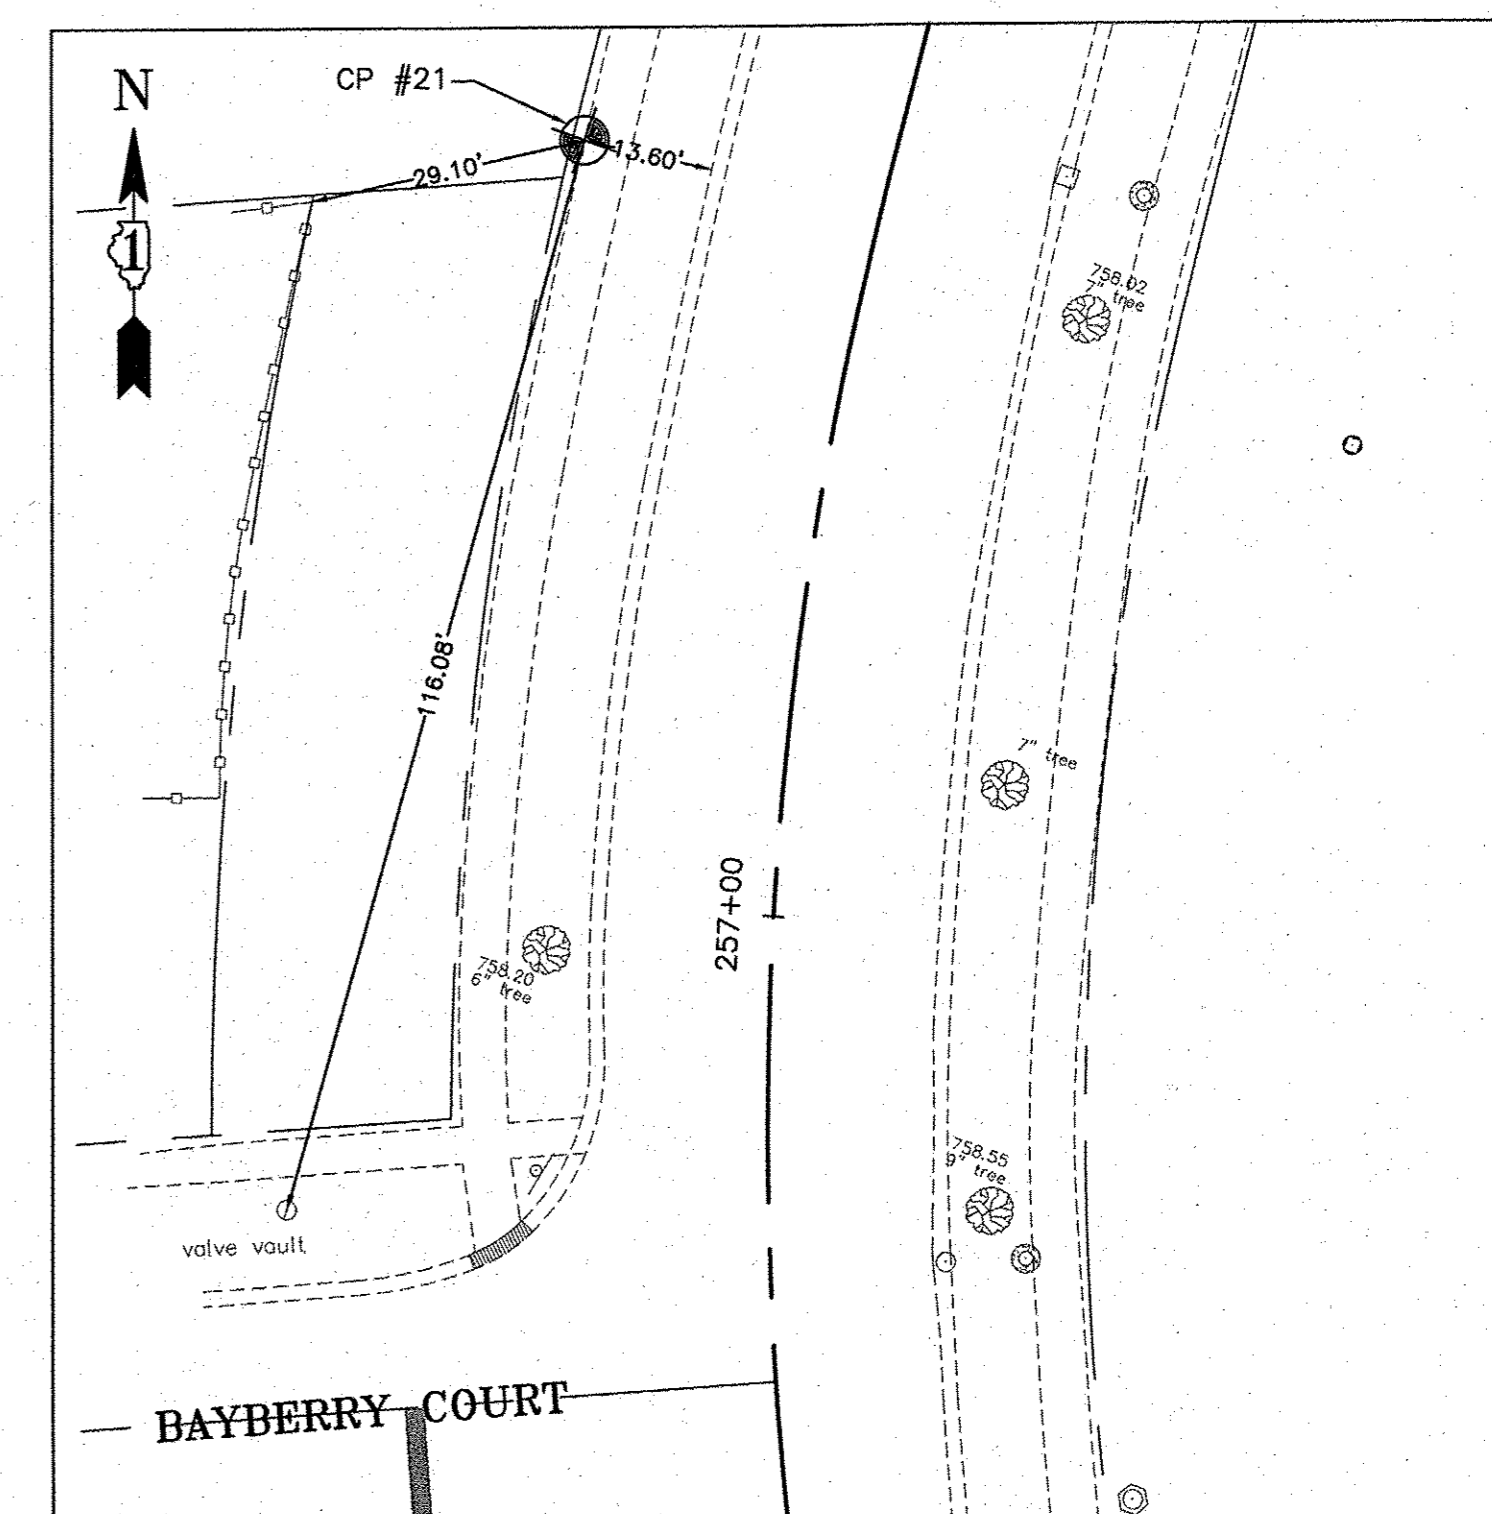 N
CP #21
13.60'
29.10'
1
758.02
7" tree
116.08'
7" tree
257+00
758.20
6" tree
758.55
9" tree
valve vault
BAYBERRY COURT